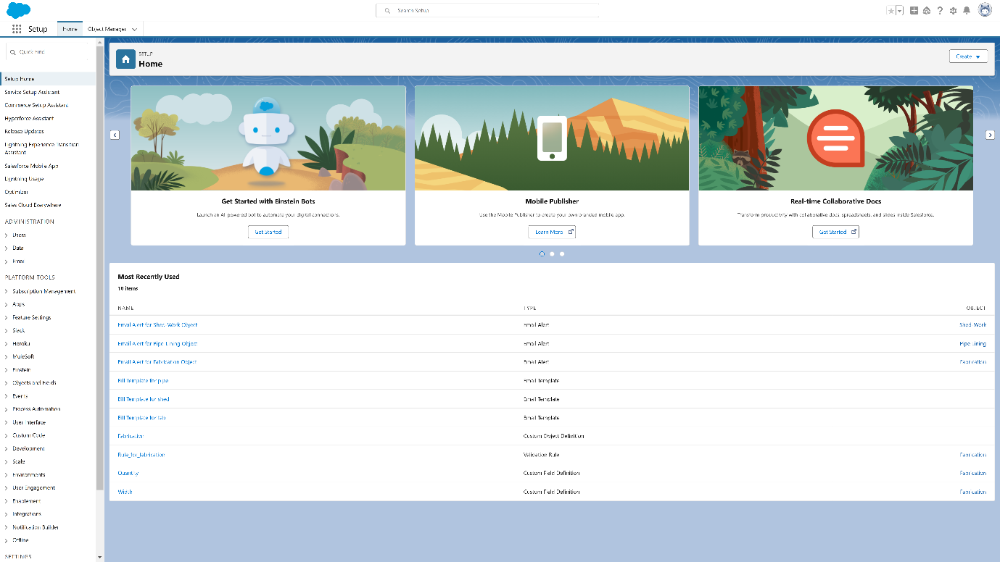 Search Setup
Setup
Home
Object Manager
Quick Find
Setup Home
Service Setup Assistant
Commerce Setup Assistant
Hyperforce Assistant
Release Updates
Lightning Experience Transition
Assistant
Salesforce Mobile App
Lightning Usage
Optimizer
Sales Cloud Everywhere
ADMINISTRATION
Users
Data
Email
PLATFORM TOOLS
Subscription Management
Apps
Feature Settings
Slack
Heroku
MuleSoft
Einstein
Objects and Fields
Events
Process Automation
User Interface
Custom Code
Development
Scale
Environments
User Engagement
Enablement
Integrations
Notification Builder
Offline
SETTINGS
SETUP
Home
Create
Get Started with Einstein Bots
Launch an AI-powered bot to automate your digital connections.
Get Started
Mobile Publisher
Use the Mobile Publisher to create your own branded mobile app.
Learn More
Real-time Collaborative Docs
Transform productivity with collaborative docs, spreadsheets, and slides inside Salesforce.
Get Started
Most Recently Used
10 items
NAME TYPE OBJECT
Email Alert for Shed-Work Object Email Alert Shed-Work
Email Alert for Pipe-Lining Object Email Alert Pipe-Lining
Email Alert for Fabrication Object Email Alert Fabrication
Bill Template for pipe Email Template
Bill Template for shed Email Template
Bill Template for fab Email Template
Fabrication Custom Object Definition
Rule_for_fabrication Validation Rule Fabrication
Quantity Custom Field Definition Fabrication
Width Custom Field Definition Fabrication